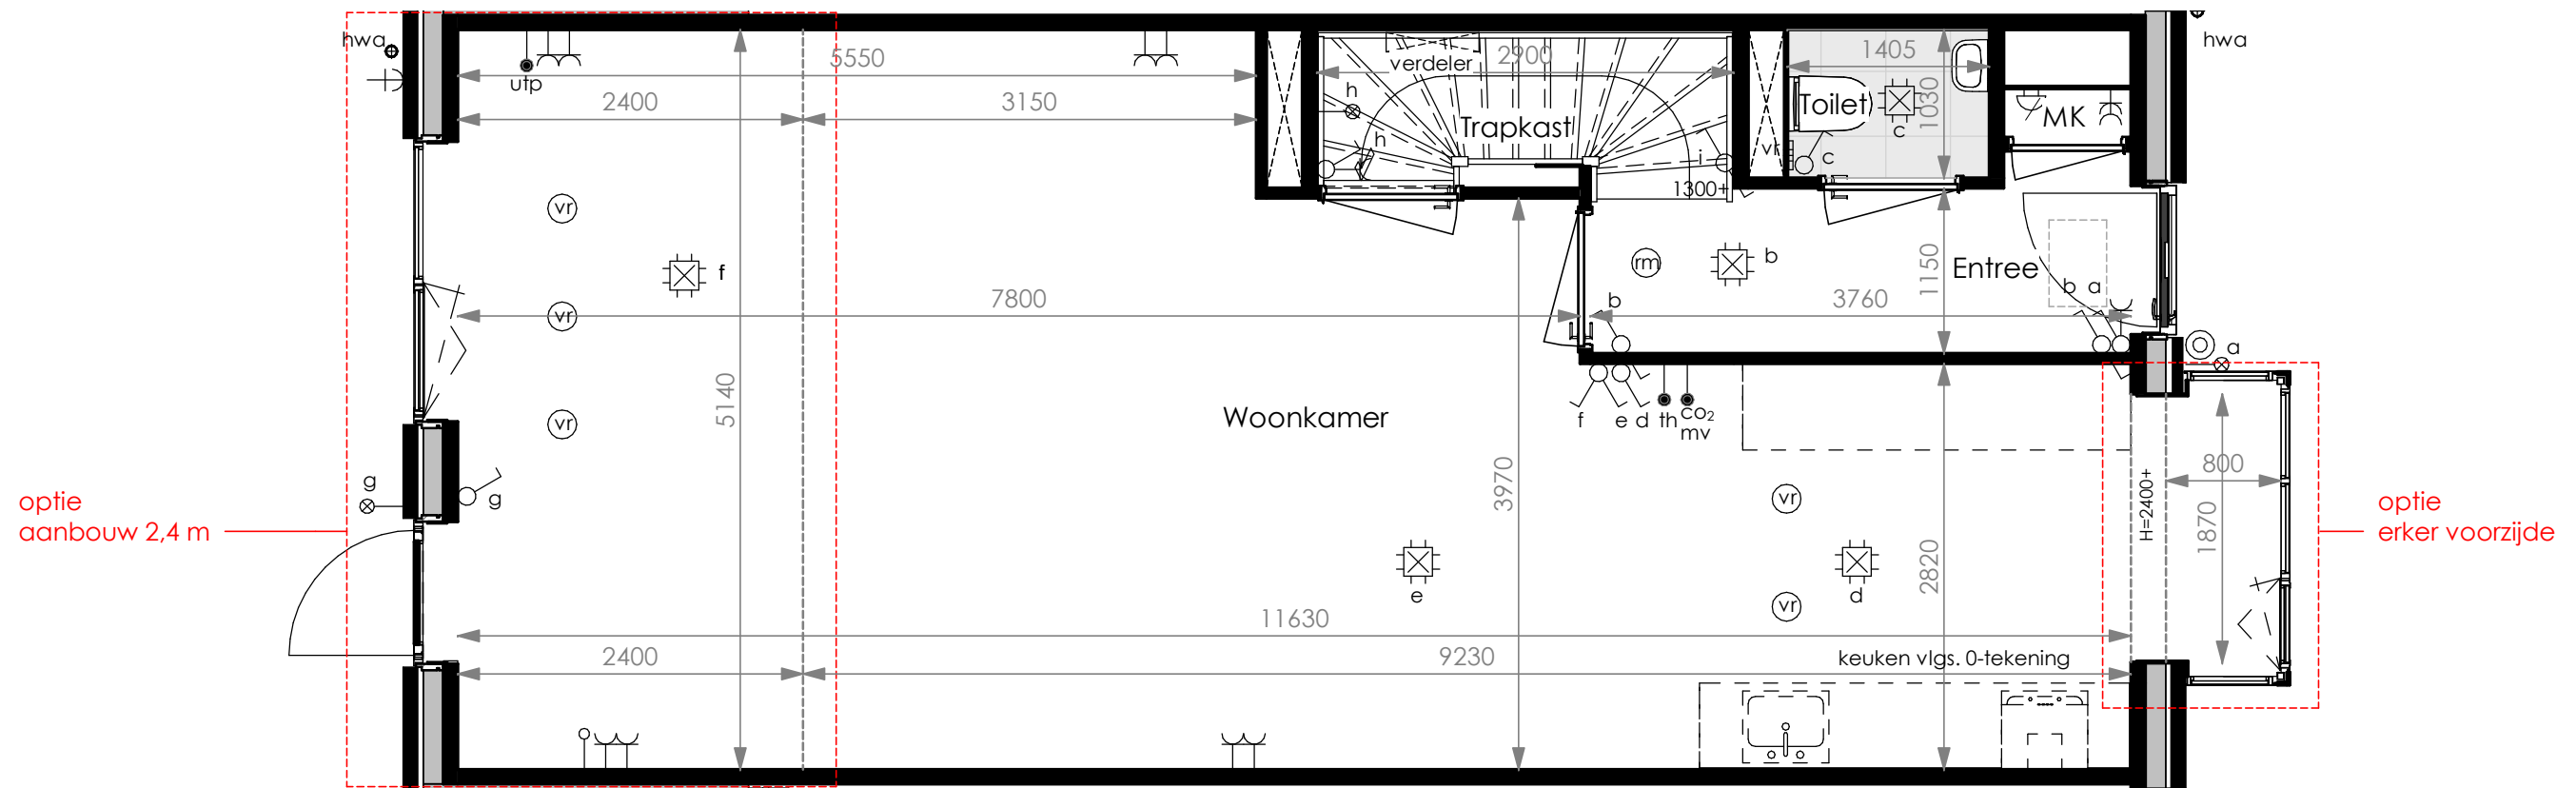 hwa
utp
5550
2400
3150
verdeler
2900
h
h
Trapkast
i
1300+
vr
1405
Toilet
c
c
1030
MK
hwa
vr
vr
vr
f
7800
5140
rm
b
b
3760
1150
Entree
b a
a
Woonkamer
f
e d
th
co₂
mv
3970
g
g
optie
aanbouw 2,4 m
vr
vr
e
d
2820
H=2400+
800
1870
optie
erker voorzijde
11630
2400
9230
keuken vlgs. 0-tekening